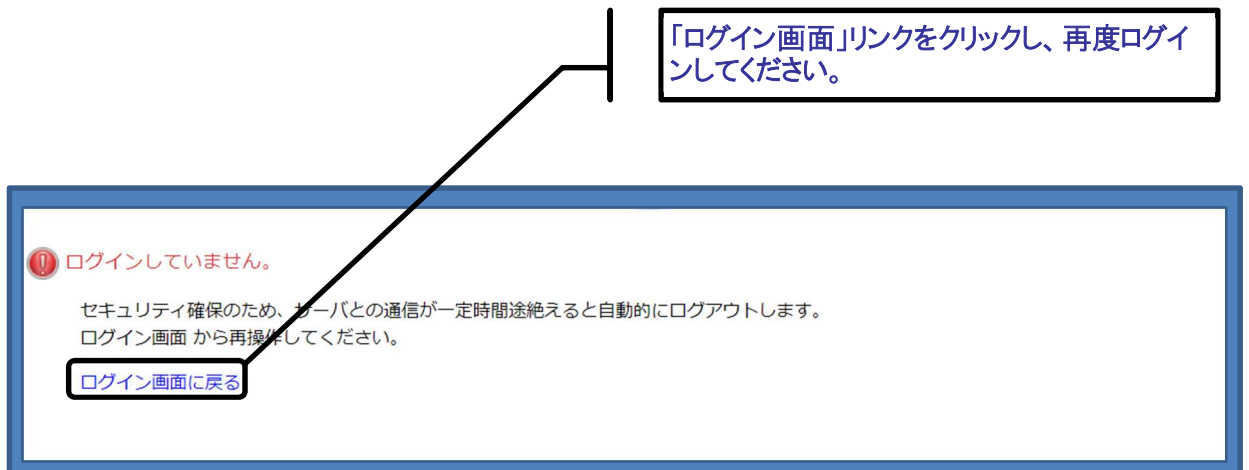 「ログイン画面」リンクをクリックし、再度ログイ
ンしてください。
ログインしていません。
セキュリティ確保のため、サーバとの通信が一定時間途絶えると自動的にログアウトします。
ログイン画面 から再操作してください。
ログイン画面に戻る